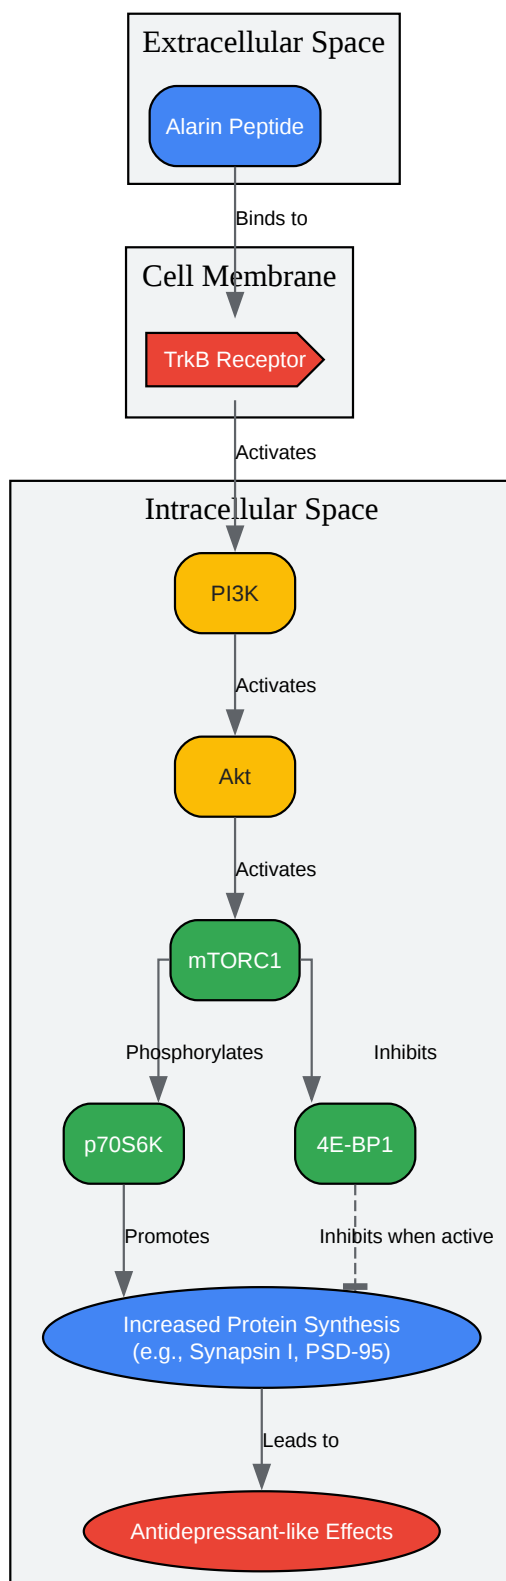 Extracellular Space
Alarin Peptide
Binds to
Cell Membrane
TrkB Receptor
Activates
Intracellular Space
PI3K
Activates
Akt
Activates
mTORC1
Phosphorylates
Inhibits
p70S6K
4E-BP1
Promotes
Inhibits when active
Increased Protein Synthesis
(e.g., Synapsin I, PSD-95)
Leads to
Antidepressant-like Effects